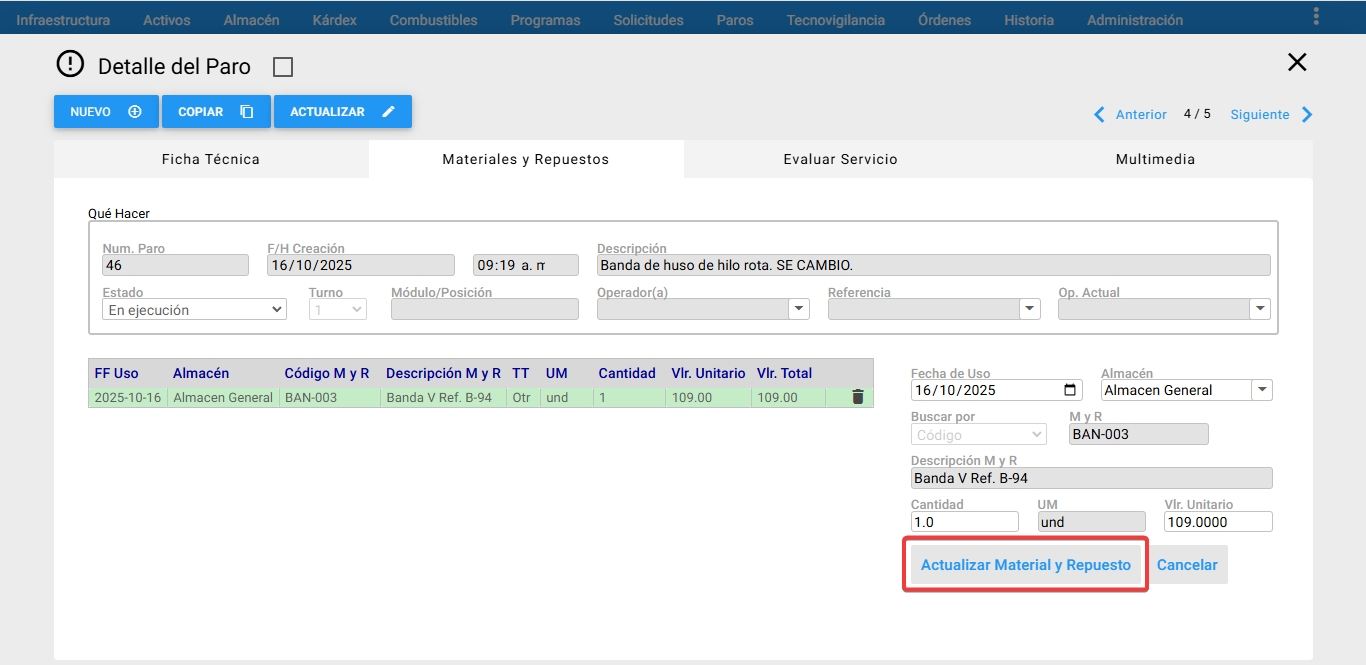 Infraestructura Activos Almacén Kárdex Combustibles Programas Solicitudes Paros Tecnovigilancia Órdenes Historia Administración
Detalle del Paro
NUEVO COPIAR ACTUALIZAR
Anterior 4 / 5 Siguiente
Ficha Técnica Materiales y Repuestos Evaluar Servicio Multimedia
Qué Hacer
Num. Paro F/H Creación Descripción
46 16/10/2025 09:19 a. m Banda de huso de hilo rota. SE CAMBIO.
Estado Turno Módulo/Posición Operador(a) Referencia Op. Actual
En ejecución 1
FF Uso Almacén Código M y R Descripción M y R TT UM Cantidad Vlr. Unitario Vlr. Total
2025-10-16 Almacen General BAN-003 Banda V Ref. B-94 Otr und 1 109.00 109.00
Fecha de Uso Almacén
16/10/2025 Almacen General
Buscar por M y R
Código BAN-003
Descripción M y R
Banda V Ref. B-94
Cantidad UM Vlr. Unitario
1.0 und 109.0000
Actualizar Material y Repuesto Cancelar